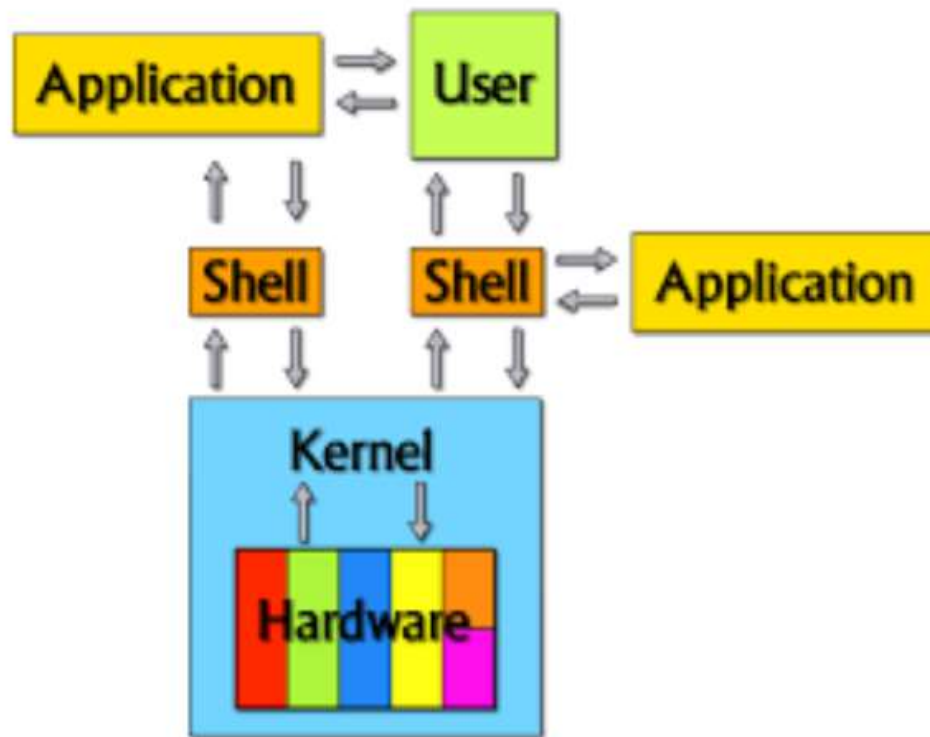 Application
User
Shell
Shell
Application
Kernel
Hardware